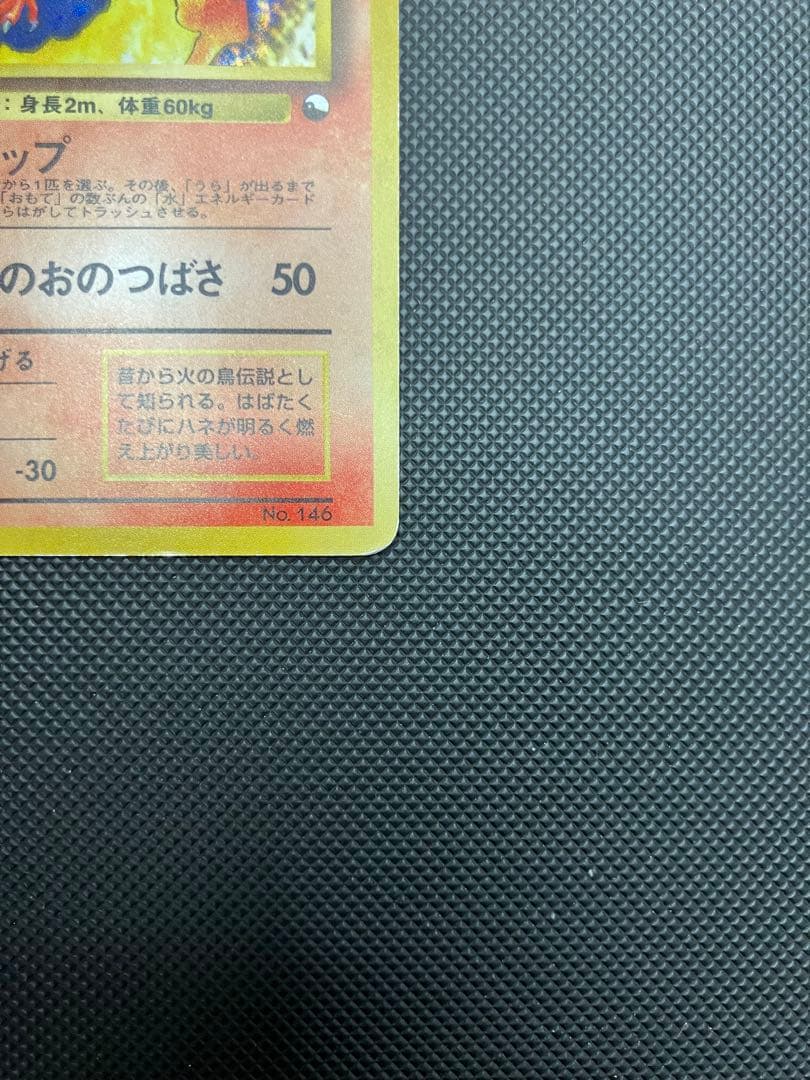 ：身長2m、体重60kg
ップ
から1匹を選ぶ。その後、「うら」が出るまで
「おもて」の数ぶんの「水」エネルギーカード
らはがしてトラッシュさせる。
のおのつばさ 50
げる
昔から火の鳥伝説とし
て知られる。はばたく
たびにハネが明るく燃
え上がり美しい。
-30
No. 146